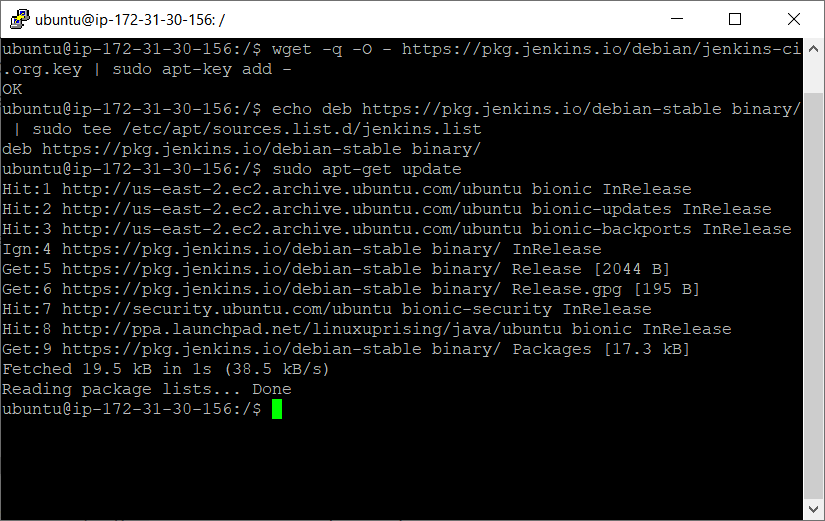 ubuntu@ip-172-31-30-156: /
ubuntu@ip-172-31-30-156:/$ wget -q -O - https://pkg.jenkins.io/debian/jenkins-ci
.org.key | sudo apt-key add -
OK
ubuntu@ip-172-31-30-156:/$ echo deb https://pkg.jenkins.io/debian-stable binary/
 | sudo tee /etc/apt/sources.list.d/jenkins.list
deb https://pkg.jenkins.io/debian-stable binary/
ubuntu@ip-172-31-30-156:/$ sudo apt-get update
Hit:1 http://us-east-2.ec2.archive.ubuntu.com/ubuntu bionic InRelease
Hit:2 http://us-east-2.ec2.archive.ubuntu.com/ubuntu bionic-updates InRelease
Hit:3 http://us-east-2.ec2.archive.ubuntu.com/ubuntu bionic-backports InRelease
Ign:4 https://pkg.jenkins.io/debian-stable binary/ InRelease
Get:5 https://pkg.jenkins.io/debian-stable binary/ Release [2044 B]
Get:6 https://pkg.jenkins.io/debian-stable binary/ Release.gpg [195 B]
Hit:7 http://security.ubuntu.com/ubuntu bionic-security InRelease
Hit:8 http://ppa.launchpad.net/linuxuprising/java/ubuntu bionic InRelease
Get:9 https://pkg.jenkins.io/debian-stable binary/ Packages [17.3 kB]
Fetched 19.5 kB in 1s (38.5 kB/s)
Reading package lists... Done
ubuntu@ip-172-31-30-156:/$